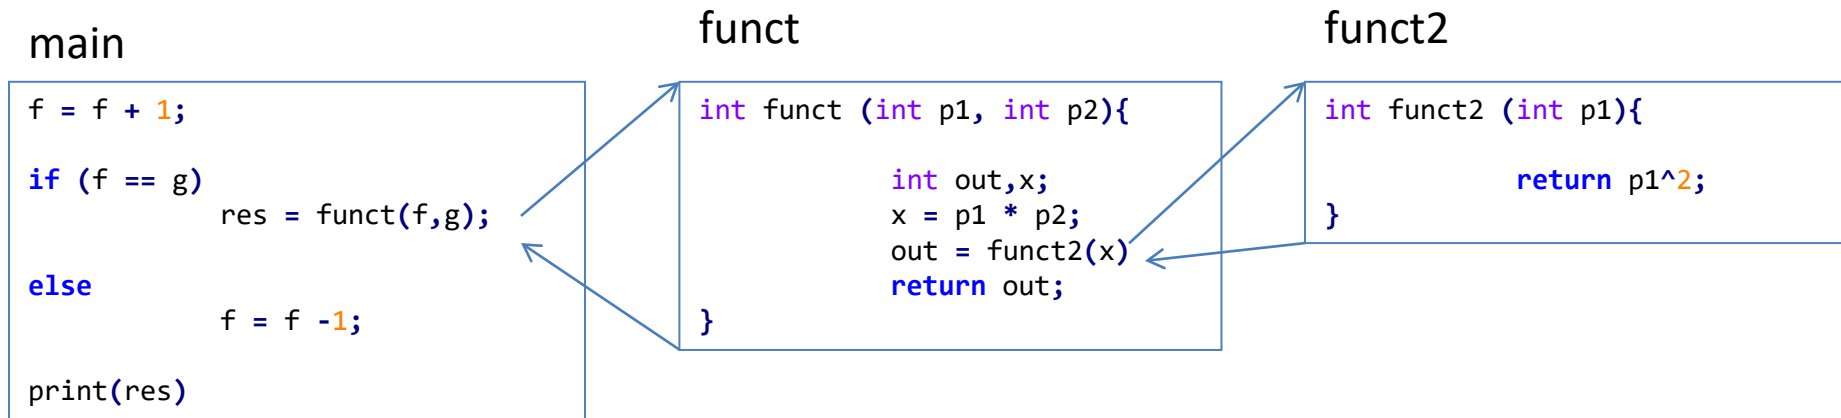 main
f = f + 1;
if (f == g)
res = funct(f,g);
else
f = f -1;
print(res)
funct
int funct (int p1, int p2){
int out,x;
x = p1 * p2;
out = funct2(x)
return out;
}
funct2
int funct2 (int p1){
return p1^2;
}